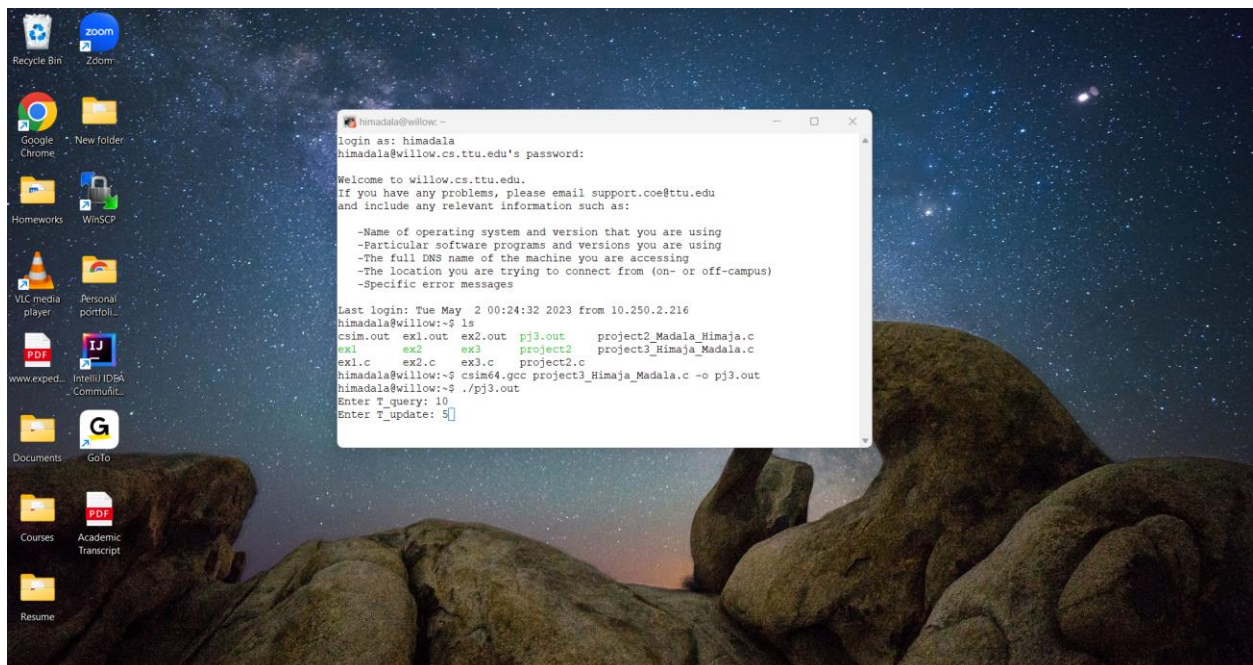 Recycle Bin
Zoom
zoom
Google
Chrome
New folder
Homeworks
WinSCP
VLC media
player
Personal
portfoli...
PDF
www.exped...
IJ
IntelliJ IDEA
Communit...
Documents
G
GoTo
Courses
PDF
Academic
Transcript
Resume
himadala@willow: ~
login as: himadala
himadala@willow.cs.ttu.edu's password:
Welcome to willow.cs.ttu.edu.
If you have any problems, please email support.coe@ttu.edu
and include any relevant information such as:
-Name of operating system and version that you are using
-Particular software programs and versions you are using
-The full DNS name of the machine you are accessing
-The location you are trying to connect from (on- or off-campus)
-Specific error messages
Last login: Tue May  2 00:24:32 2023 from 10.250.2.216
himadala@willow:~$ ls
csim.out  ex1.out  ex2.out  pj3.out     project2_Madala_Himaja.c
ex1       ex2      ex3      project2    project3_Himaja_Madala.c
ex1.c     ex2.c    ex3.c    project2.c
himadala@willow:~$ csim64.gcc project3_Himaja_Madala.c -o pj3.out
himadala@willow:~$ ./pj3.out
Enter T_query: 10
Enter T_update: 5